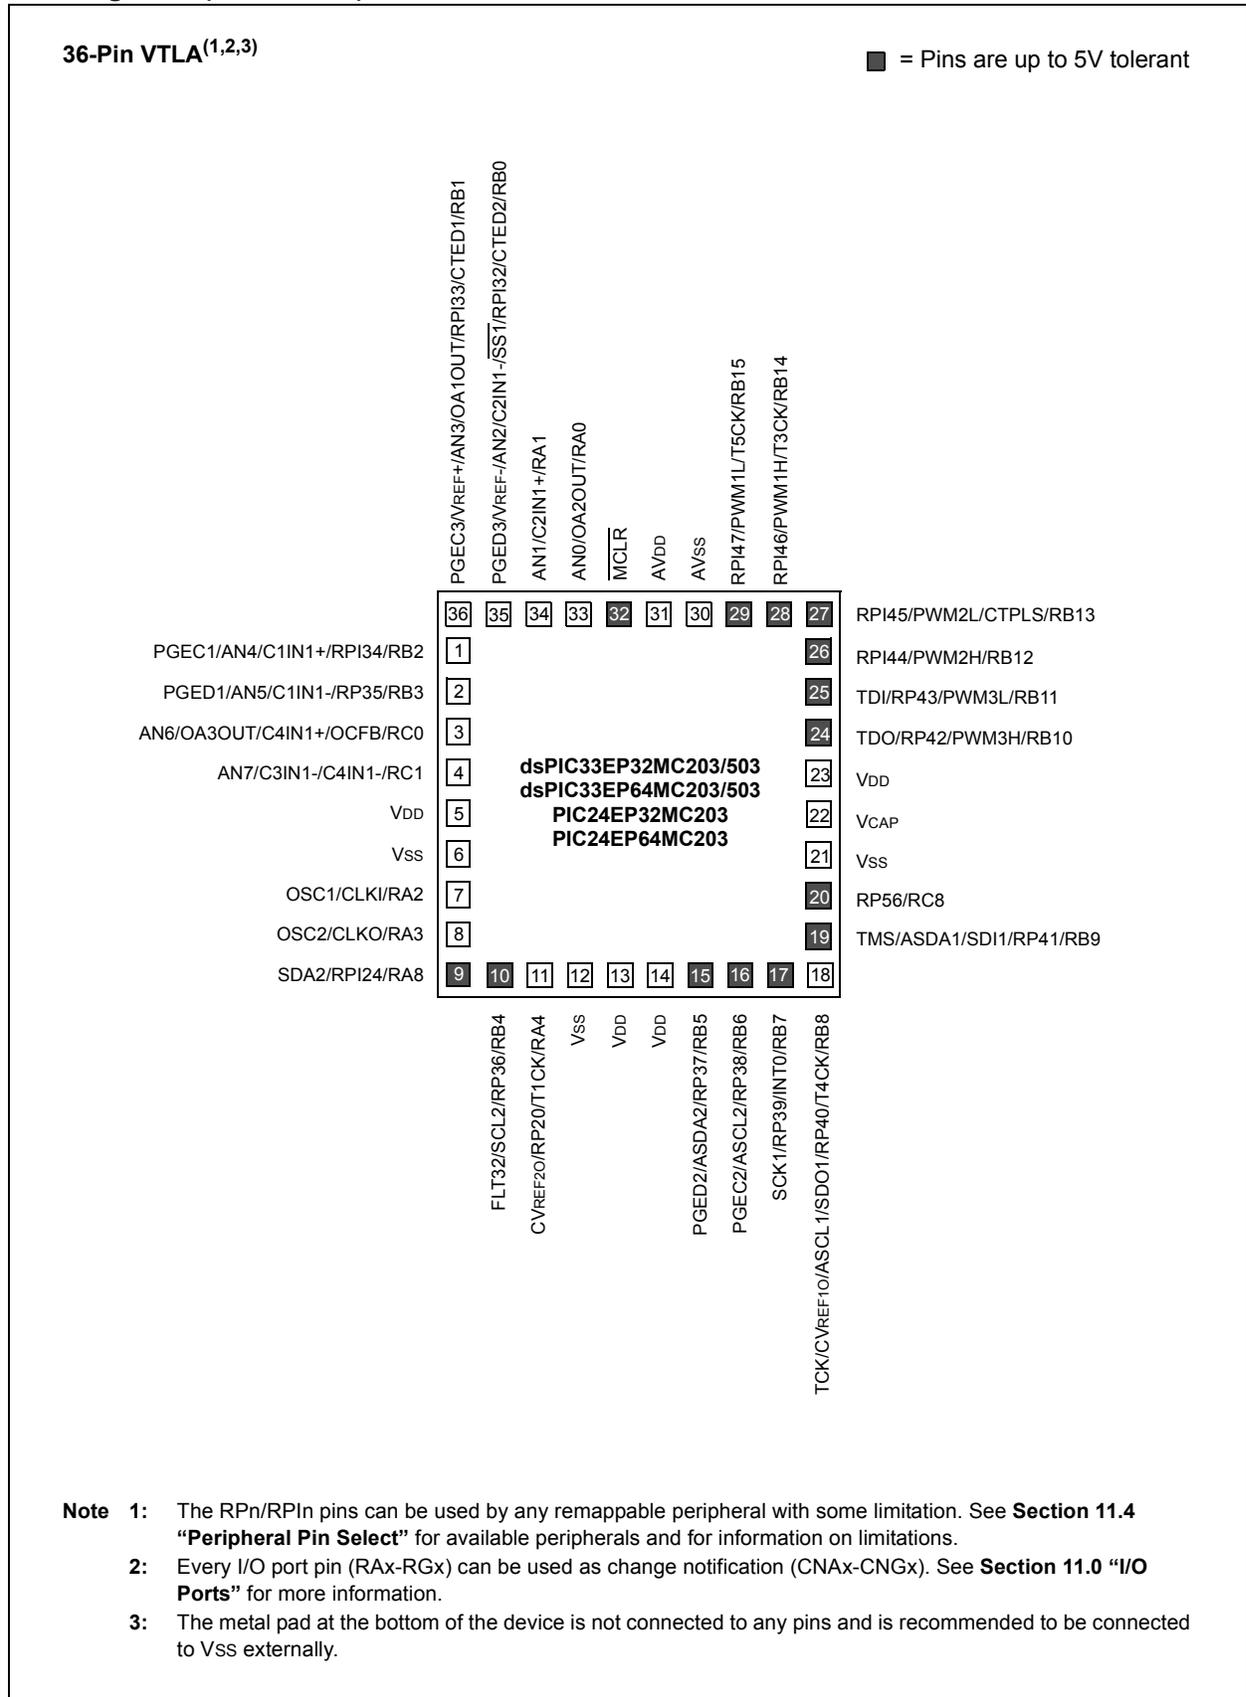 36-Pin VTLA(1,2,3)
= Pins are up to 5V tolerant
PGEC3/VREF+/AN3/OA1OUT/RPI33/CTED1/RB1
PGED3/VREF-/AN2/C2IN1-/SS1/RPI32/CTED2/RB0
AN1/C2IN1+/RA1
AN0/OA2OUT/RA0
MCLR
AVDD
AVSS
RPI47/PWM1L/T5CK/RB15
RPI46/PWM1H/T3CK/RB14
36 35 34 33 32 31 30 29 28 27 RPI45/PWM2L/CTPLS/RB13
PGEC1/AN4/C1IN1+/RPI34/RB2 1 26 RPI44/PWM2H/RB12
PGED1/AN5/C1IN1-/RP35/RB3 2 25 TDI/RP43/PWM3L/RB11
AN6/OA3OUT/C4IN1+/OCFB/RC0 3 24 TDO/RP42/PWM3H/RB10
AN7/C3IN1-/C4IN1-/RC1 4 23 VDD
dsPIC33EP32MC203/503
dsPIC33EP64MC203/503
PIC24EP32MC203
PIC24EP64MC203
VDD 5 22 VCAP
VSS 6 21 VSS
OSC1/CLKI/RA2 7 20 RP56/RC8
OSC2/CLKO/RA3 8 19 TMS/ASDA1/SDI1/RP41/RB9
SDA2/RPI24/RA8 9 10 11 12 13 14 15 16 17 18
FLT32/SCL2/RP36/RB4
CVREF2O/RP20/T1CK/RA4
VSS
VDD
VDD
PGED2/ASDA2/RP37/RB5
PGEC2/ASCL2/RP38/RB6
SCK1/RP39/INT0/RB7
TCK/CVREF1O/ASCL1/SDO1/RP40/T4CK/RB8
Note 1: The RPn/RPIn pins can be used by any remappable peripheral with some limitation. See Section 11.4
“Peripheral Pin Select” for available peripherals and for information on limitations.
2: Every I/O port pin (RAx-RGx) can be used as change notification (CNAx-CNGx). See Section 11.0 “I/O
Ports” for more information.
3: The metal pad at the bottom of the device is not connected to any pins and is recommended to be connected
to VSS externally.